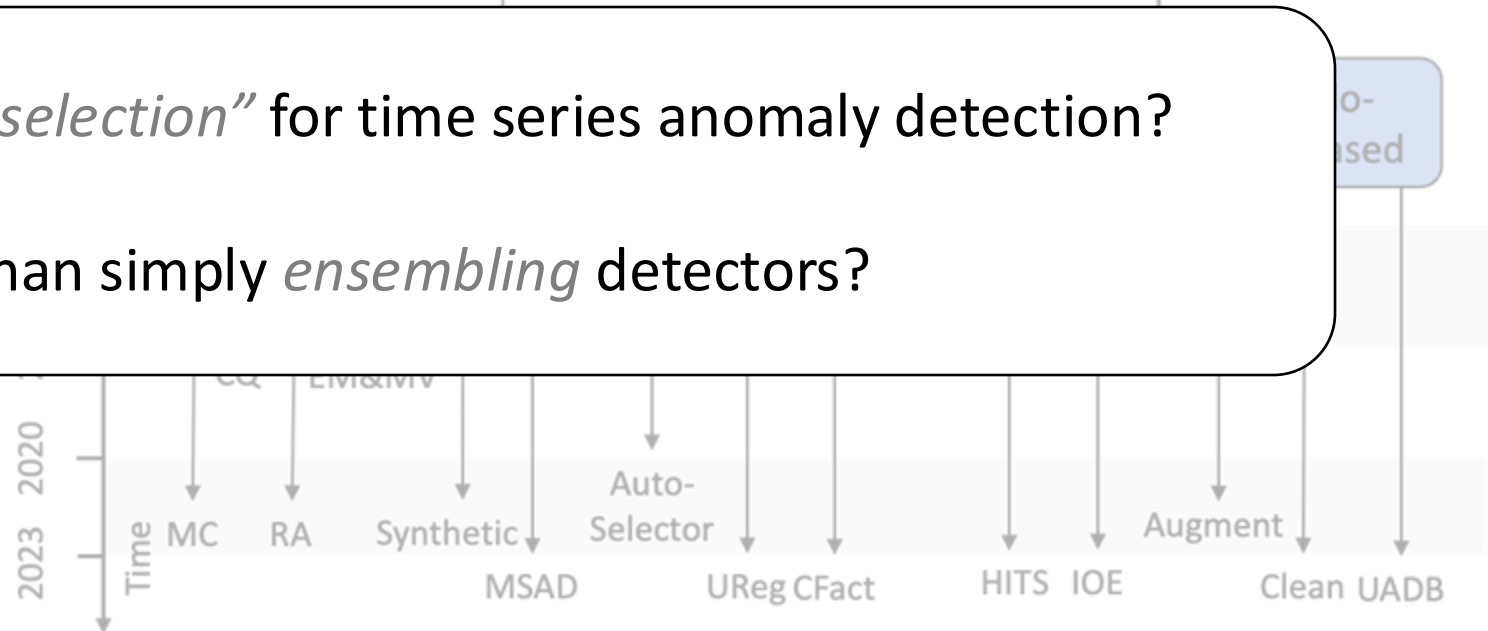 selection” for time series anomaly detection?
o-
simply ensembling detectors?
2020
2023
Time
MC
RA
Synthetic
MSAD
Auto-
Selector
UReg
CFact
HITS
IOE
Augment
Clean
UADB